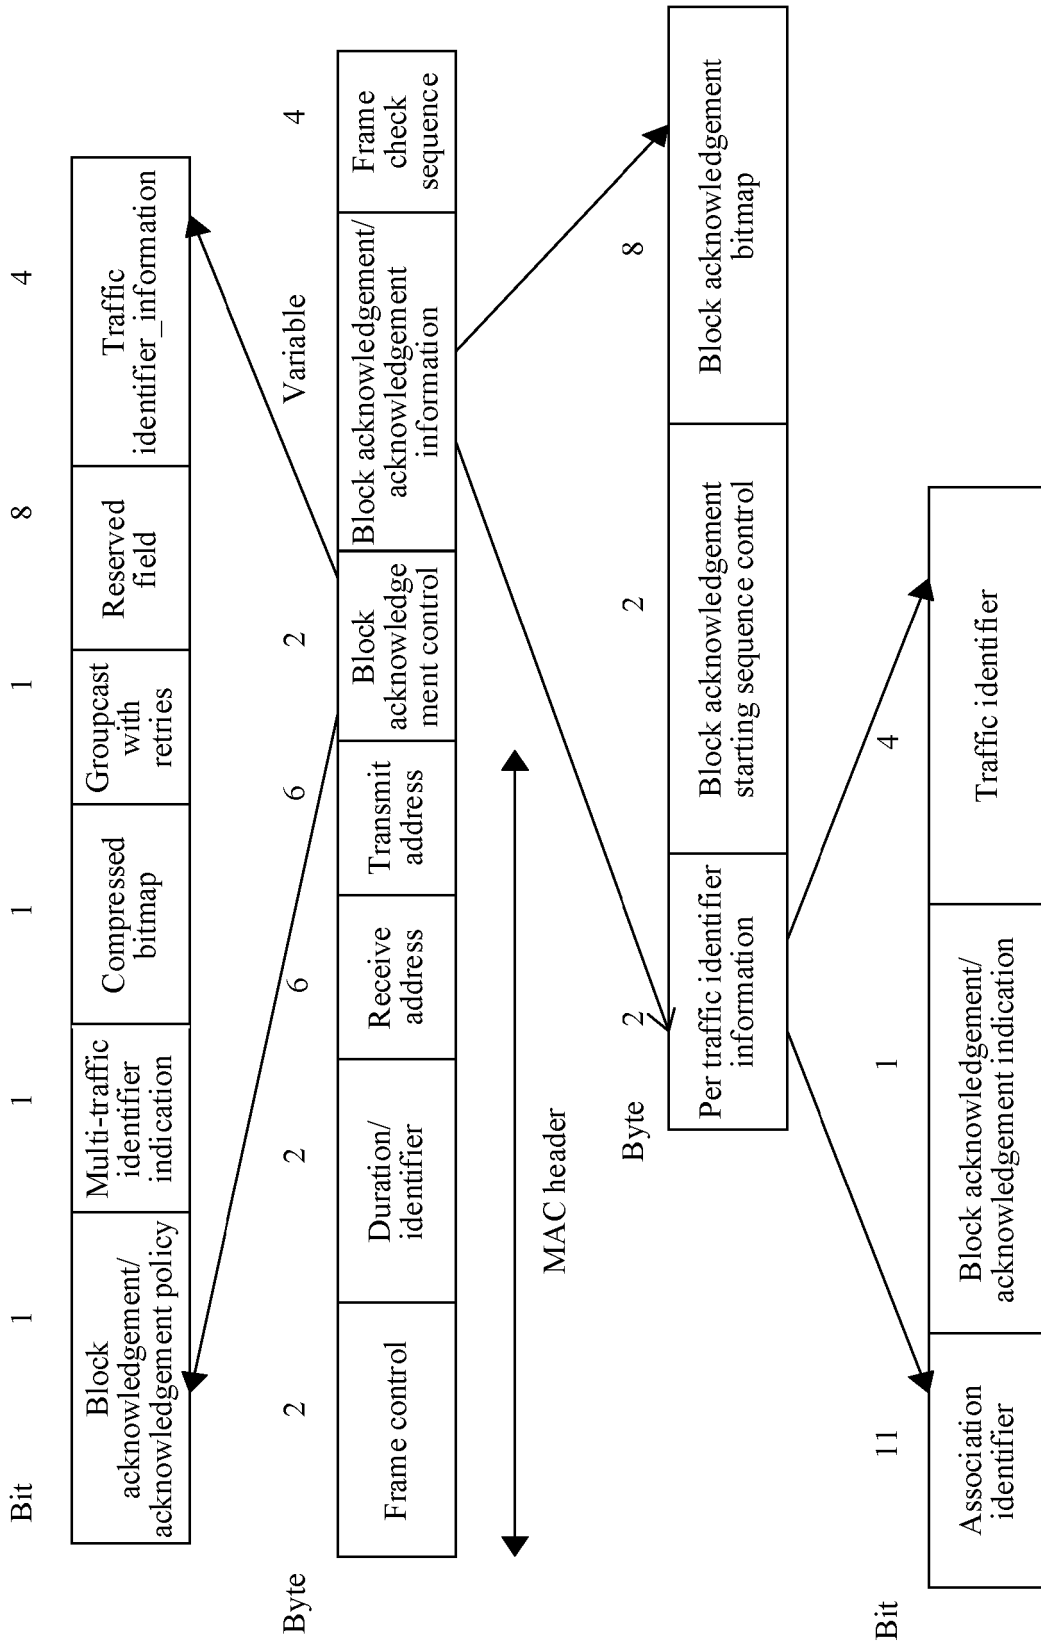 Bit
1
1
1
1
8
4
Block
acknowledgement/
acknowledgement policy
Multi-traffic
identifier
indication
Compressed
bitmap
Groupcast
with
retries
Reserved
field
Traffic
identifier_information
Byte
2
2
6
6
2
Variable
4
Frame control
Duration/
identifier
Receive
address
Transmit
address
Block
acknowledge
ment control
Block acknowledgement/
acknowledgement
information
Frame
check
sequence
MAC header
Byte
2
2
8
Per traffic identifier
information
Block acknowledgement
starting sequence control
Block acknowledgement
bitmap
Bit
11
1
4
Association
identifier
Block acknowledgement/
acknowledgement indication
Traffic identifier